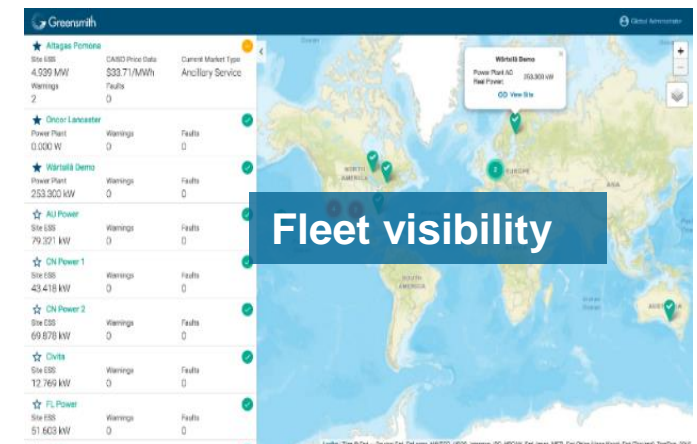 Greensmith
Global Administrator
Altagas Pomona
Site ESS CAISO Price Data Current Market Type
4.939 MW $33.71/MWh Ancillary Service
Warnings Faults
2 0
Oncor Lancaster
Power Plant Warnings Faults
0.000 W 0 0
Wärtsilä Demo
Power Plant Warnings Faults
253.300 kW 0 0
AU Power
Site ESS Warnings Faults
79.321 kW 0 0
CN Power 1
Site ESS Warnings Faults
43.418 kW 0 0
CN Power 2
Site ESS Warnings Faults
69.878 kW 0 0
Civita
Site ESS Warnings Faults
12.769 kW 0 0
FL Power
Site ESS Warnings Faults
51.603 kW 0 0
Wärtsilä Demo
Power Plant AC
Real Power: 253.300 kW
View Site
Ocean
NORTH
AMERICA
2
EUROPE
ASIA
Fleet visibility
SOUTH
AMERICA
Indian
Ocean